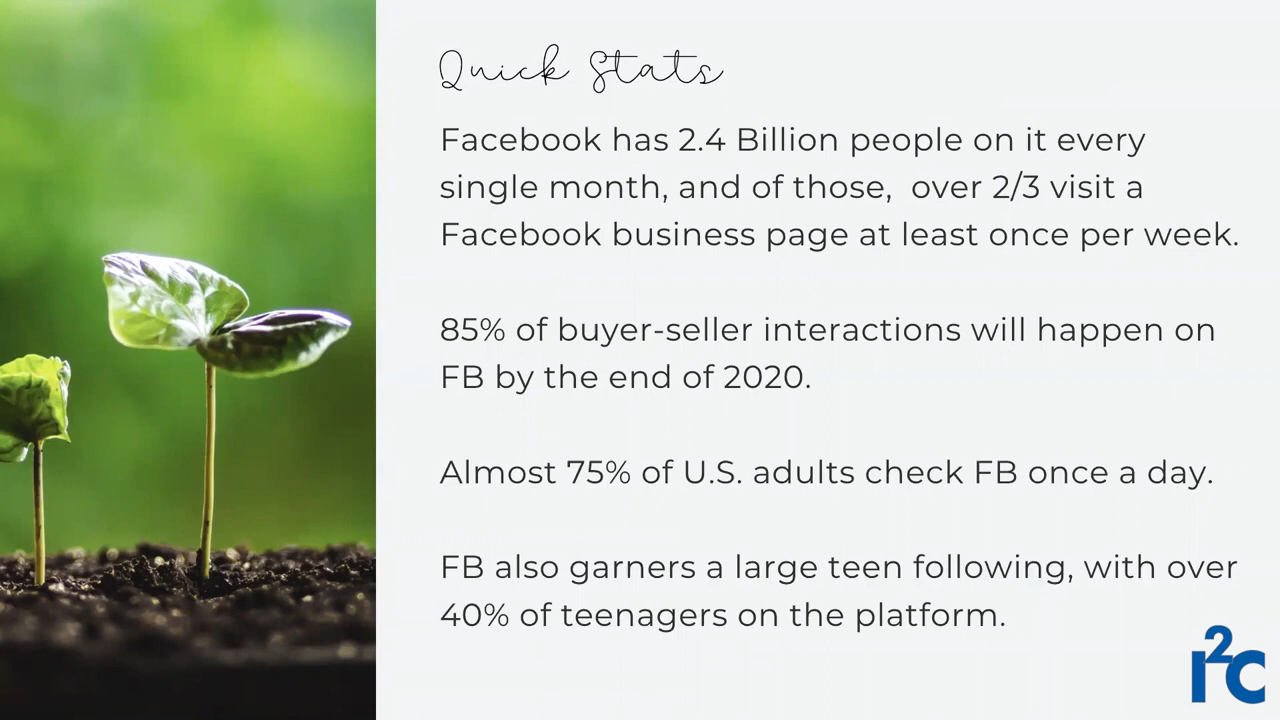 Quick Stats
Facebook has 2.4 Billion people on it every
single month, and of those,  over 2/3 visit a
Facebook business page at least once per week.
85% of buyer-seller interactions will happen on
FB by the end of 2020.
Almost 75% of U.S. adults check FB once a day.
FB also garners a large teen following, with over
40% of teenagers on the platform.
I2C